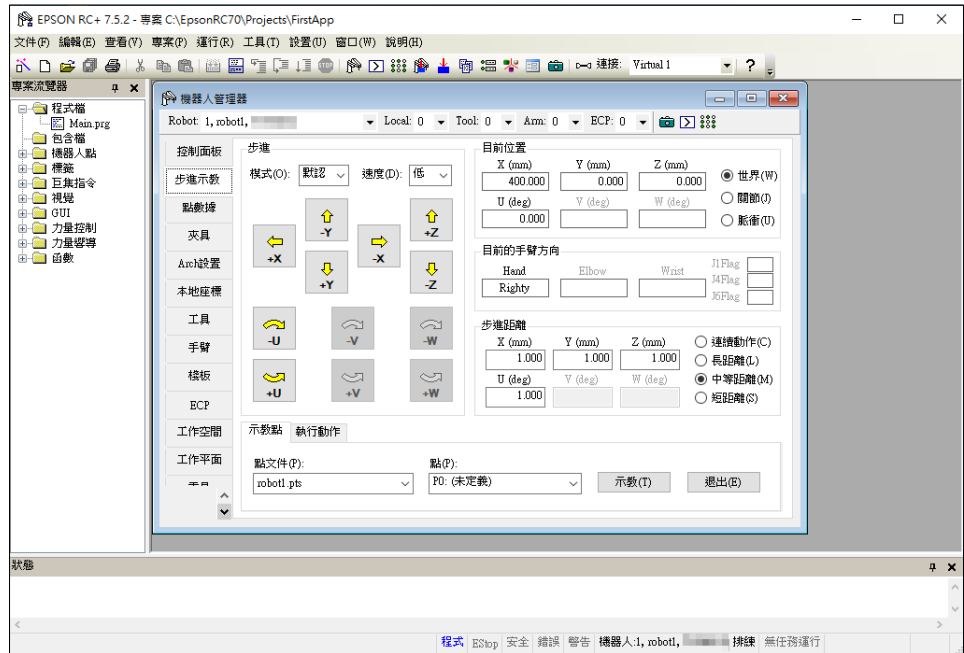 EPSON RC+ 7.5.2 - 專案 C:\EpsonRC70\Projects\FirstApp
文件(F) 編輯(E) 查看(V) 專案(P) 運行(R) 工具(T) 設置(U) 窗口(W) 說明(H)
連接: Virtual 1
專案流覽器
程式檔
Main.prg
包含檔
機器人點
標籤
巨集指令
視覺
GUI
力量控制
力量嚮導
函數
機器人管理器
Robot: 1, robot1, Local: 0 Tool: 0 Arm: 0 ECP: 0
控制面板
步進示教
點數據
夾具
Arch設置
本地座標
工具
手臂
棧板
ECP
工作空間
工作平面
步進
模式(O): 默認 速度(D): 低
-Y +Z
+X -X
+Y -Z
-U -V -W
+U +V +W
目前位置
X (mm) Y (mm) Z (mm)
400.000 0.000 0.000
U (deg) V (deg) W (deg)
0.000
世界(W)
關節(J)
脈衝(U)
目前的手臂方向
Hand Elbow Wrist
Righty
J1Flag
J4Flag
J6Flag
步進距離
X (mm) Y (mm) Z (mm)
1.000 1.000 1.000
U (deg) V (deg) W (deg)
1.000
連續動作(C)
長距離(L)
中等距離(M)
短距離(S)
示教點 執行動作
點文件(P): 點(P):
robot1.pts P0: (未定義) 示教(T) 退出(E)
狀態
程式 EStop 安全 錯誤 警告 機器人:1, robot1, 排練 無任務運行